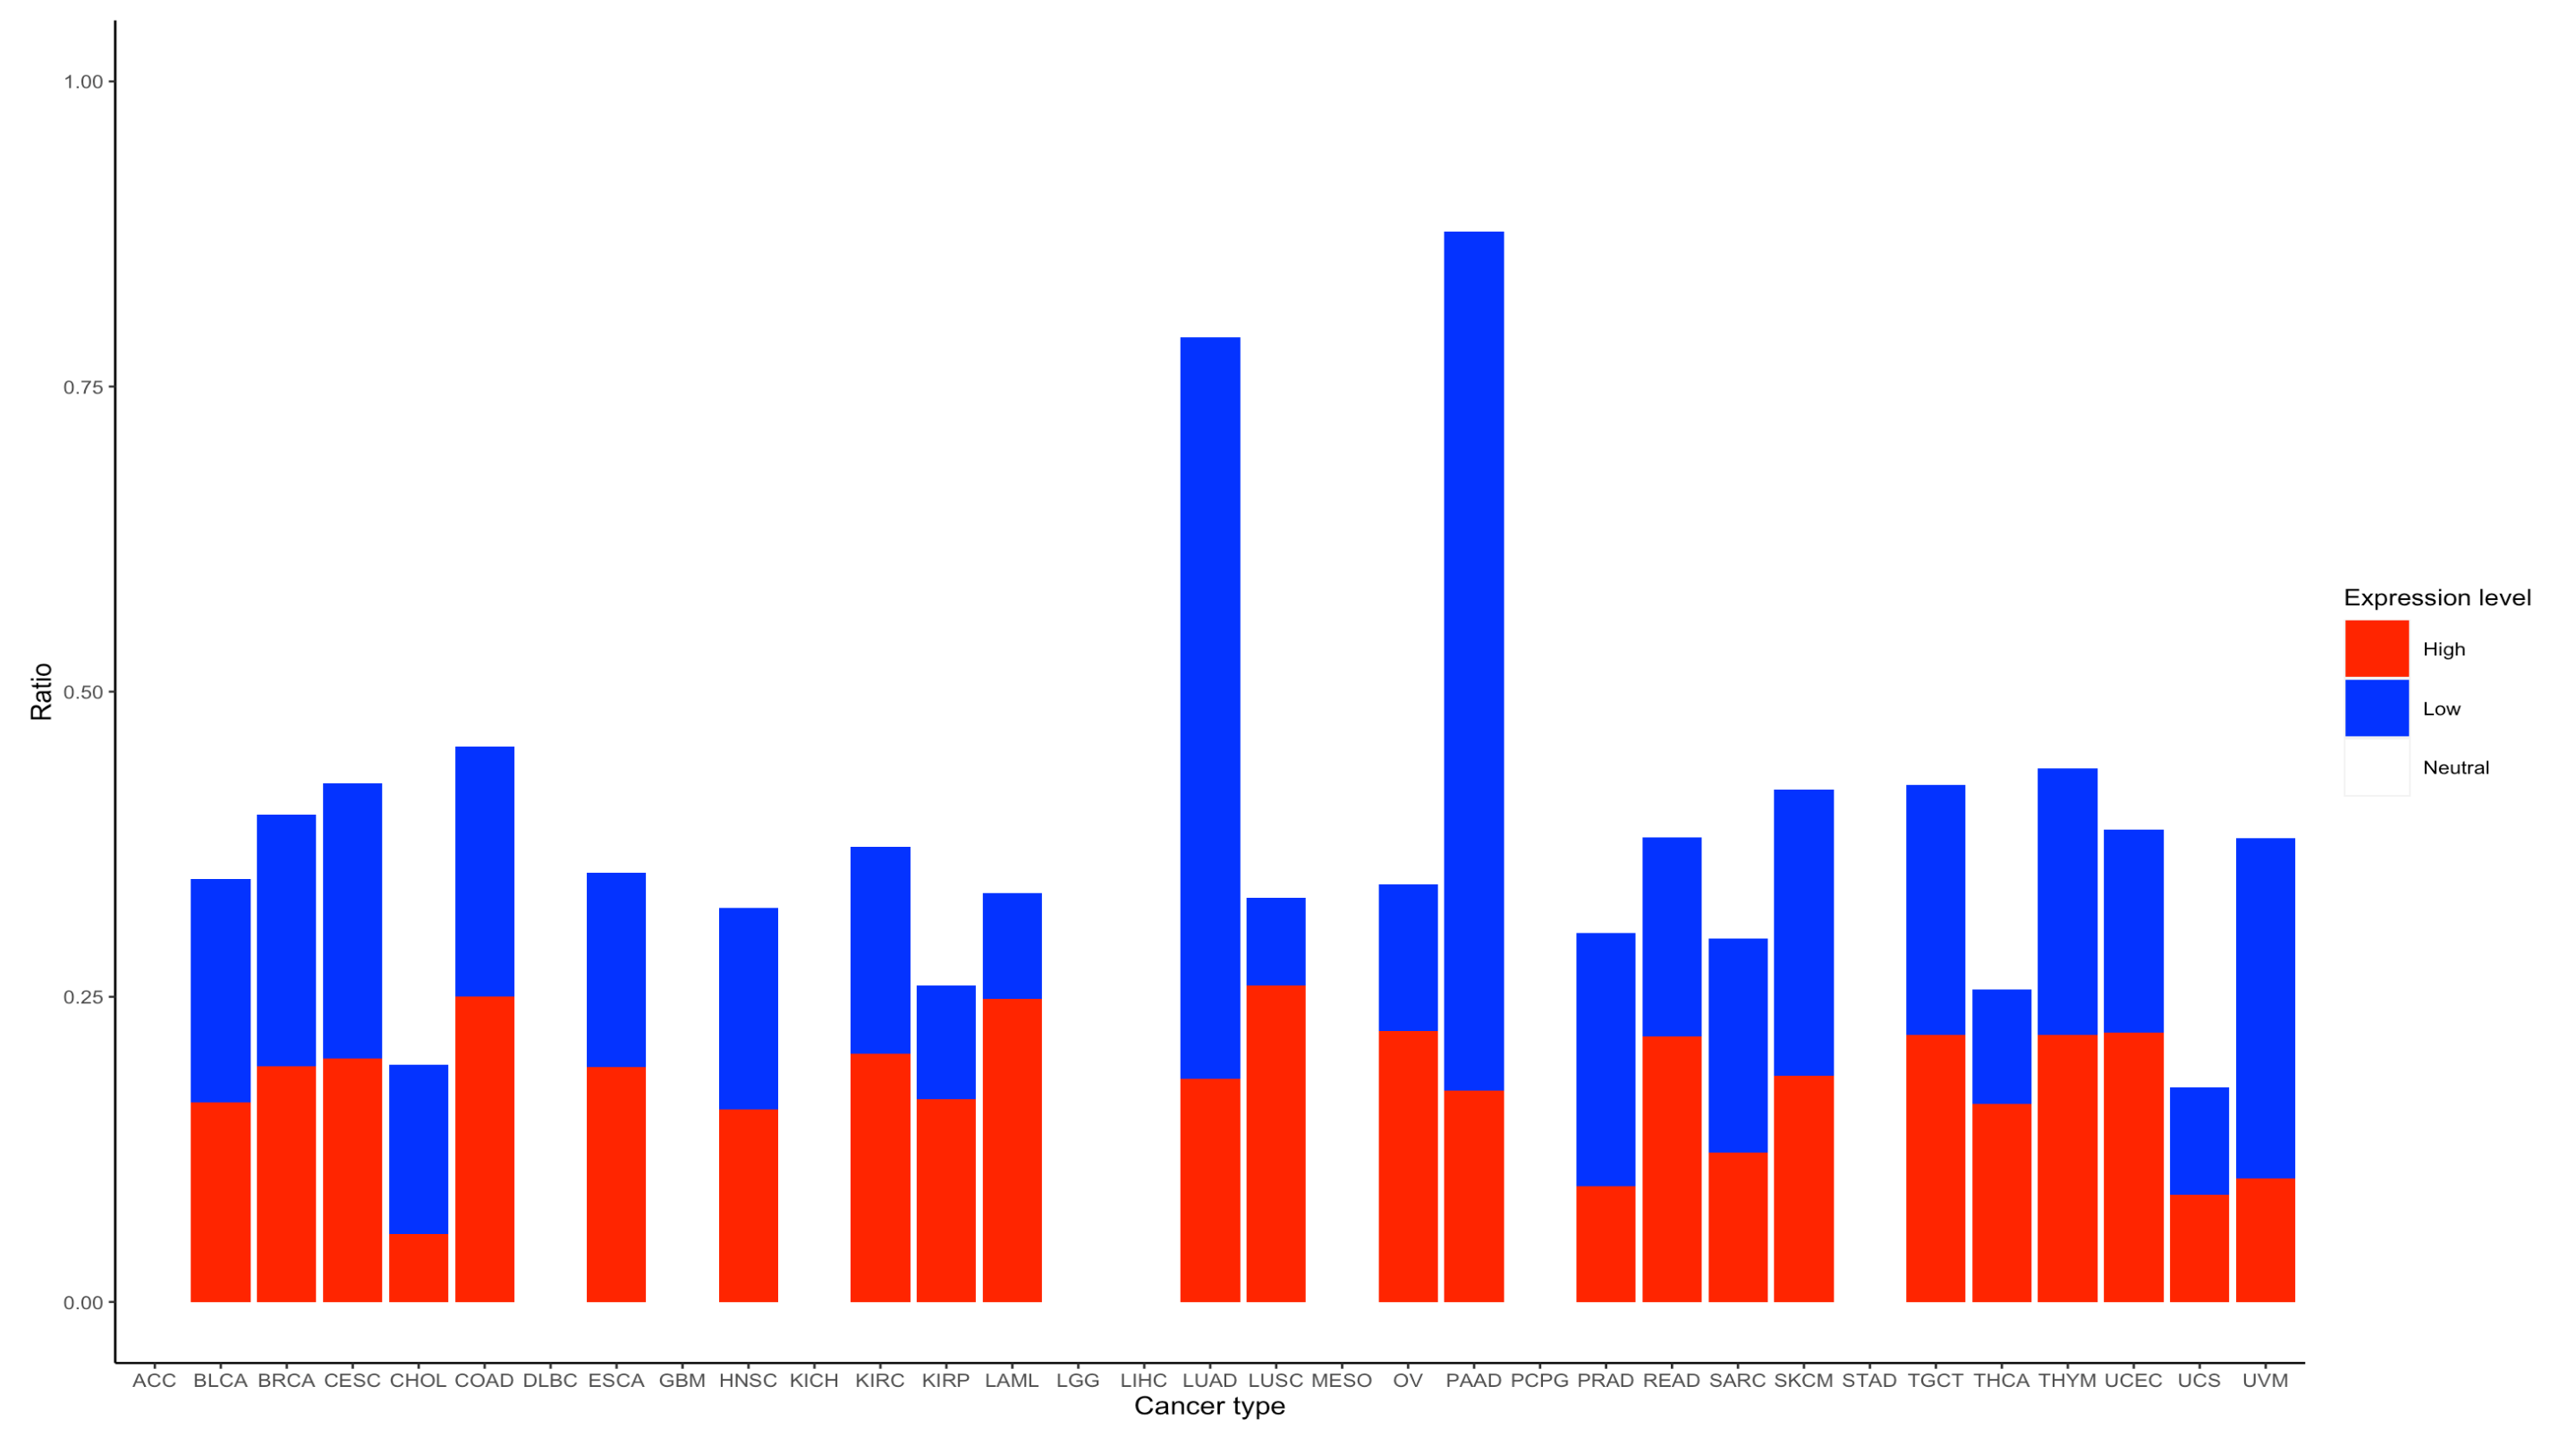 1.00
0.75
0.50
0.25
0.00
Ratio
ACC BLCA BRCA CESC CHOL COAD DLBC ESCA GBM HNSC KICH KIRC KIRP LAML LGG LIHC LUAD LUSC MESO OV PAAD PCPG PRAD READ SARC SKCM STAD TGCT THCA THYM UCEC UCS UVM
Cancer type
Expression level
High
Low
Neutral